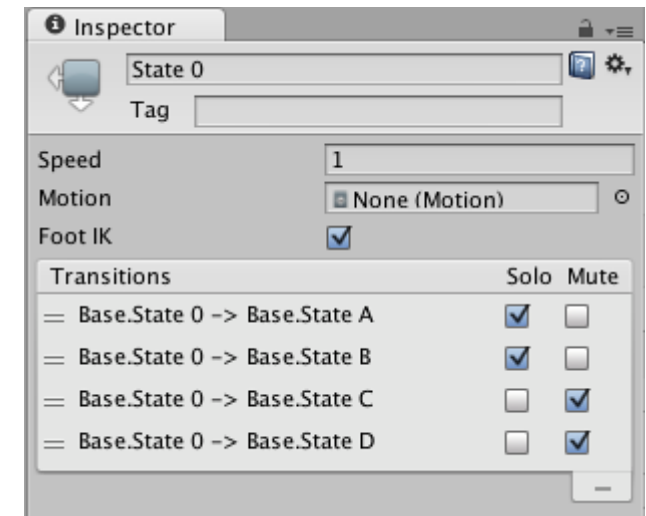 Inspector
State 0
Tag
Speed 1
Motion None (Motion)
Foot IK
Transitions Solo Mute
Base.State 0 -> Base.State A
Base.State 0 -> Base.State B
Base.State 0 -> Base.State C
Base.State 0 -> Base.State D